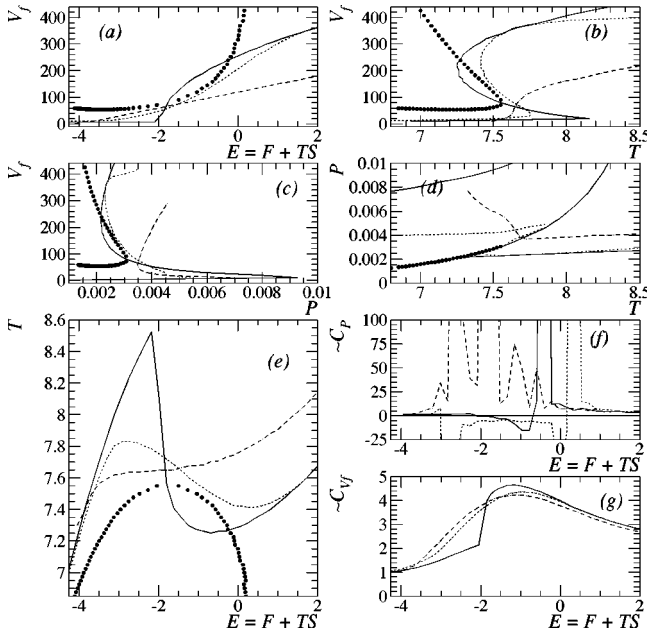 V_f
400
300
200
100
0
(a)
-4 -2 0 2
E = F + TS
V_f
400
300
200
100
0
(b)
7 7.5 8 8.5
T
V_f
400
300
200
100
0
(c)
0.002 0.004 0.006 0.008 0.01
P
P
0.01
0.008
0.006
0.004
0.002
0
(d)
7 7.5 8 8.5
T
T
8.6
8.4
8.2
8
7.8
7.6
7.4
7.2
7
(e)
-4 -2 0 2
E = F + TS
~C_P
100
75
50
25
0
-25
(f)
-4 -2 0 2
E = F + TS
~C_Vf
5
4
3
2
1
0
(g)
-4 -2 0 2
E = F + TS